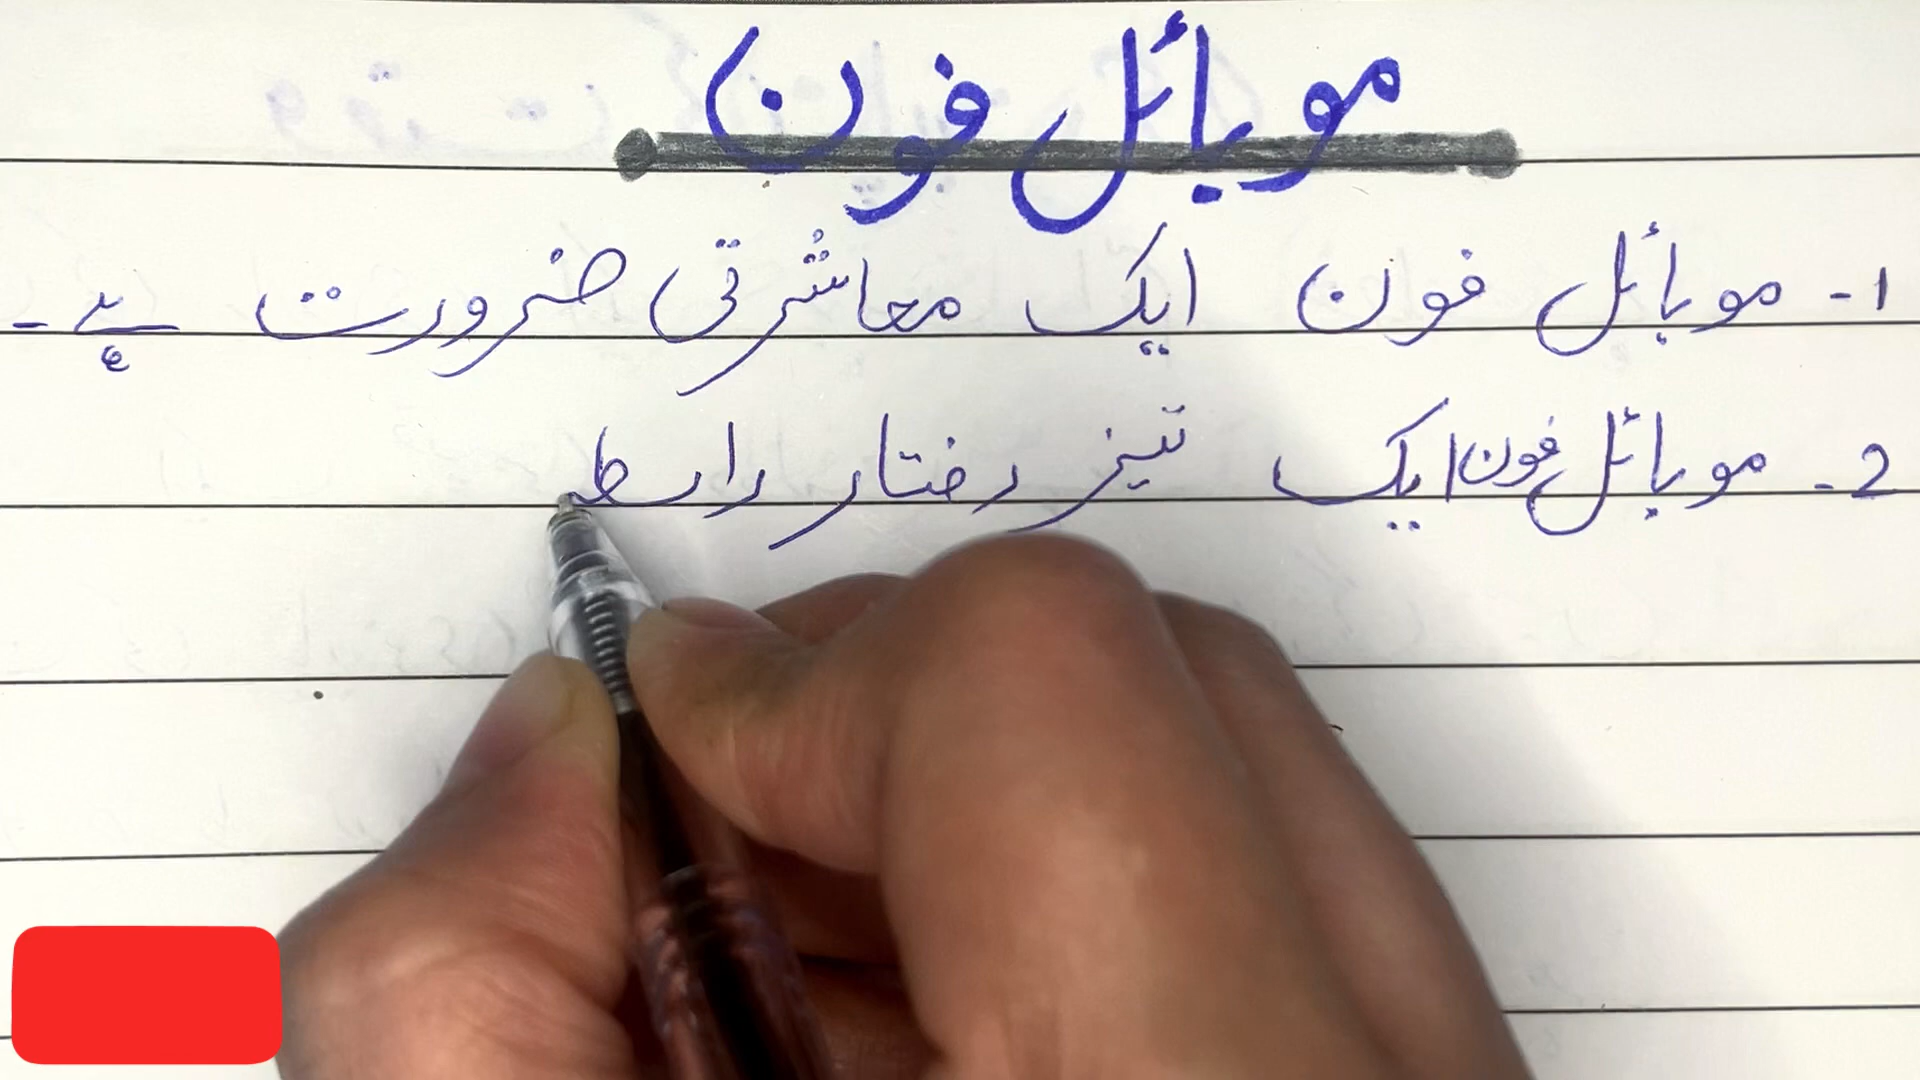 موبائل فون
1- موبائل فون ایک معاشرتی ضرورت ہے۔
2- موبائل فون ایک تیز رفتار رابطہ